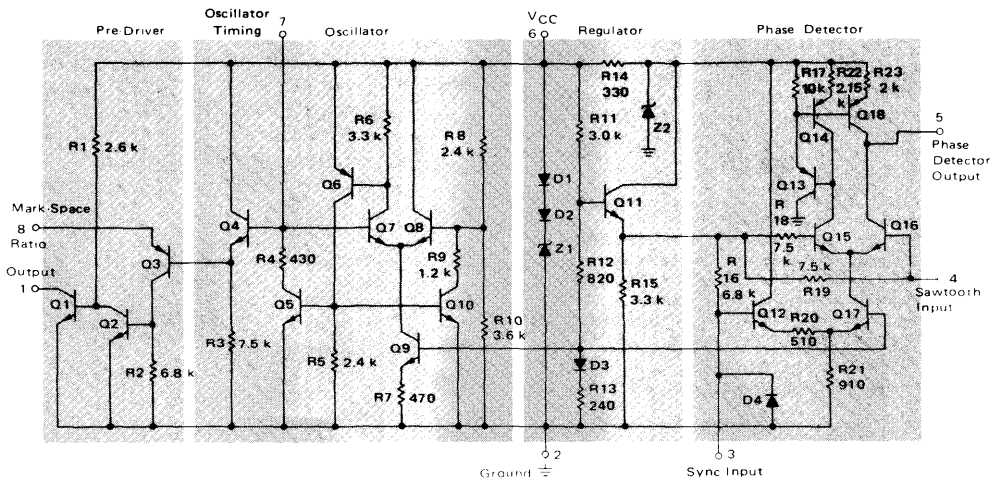 Pre-Driver
Oscillator
Timing
7
Oscillator
VCC
6
Regulator
Phase Detector
R1
2.6 k
R6
3.3 k
R8
2.4 k
R14
330
R11
3.0 k
Z2
R17
10k
R22
2.15
k
R23
2 k
Q14
Q18
5
Phase
Detector
Output
Q6
D1
D2
Z1
Q11
Q13
R
18
7.5
k
Q15
Q16
Mark-Space
8
Ratio
Q3
Q4
Q7
Q8
R4
430
R9
1.2 k
R12
820
R15
3.3 k
R
16
6.8 k
7.5 k
R19
4
Sawtooth
Input
Output
1
Q1
Q2
Q5
Q10
Q12
R20
510
Q17
R2
6.8 k
R3
7.5 k
R5
2.4 k
Q9
R7
470
R10
3.6 k
D3
R13
240
D4
R21
910
2
Ground
3
Sync Input